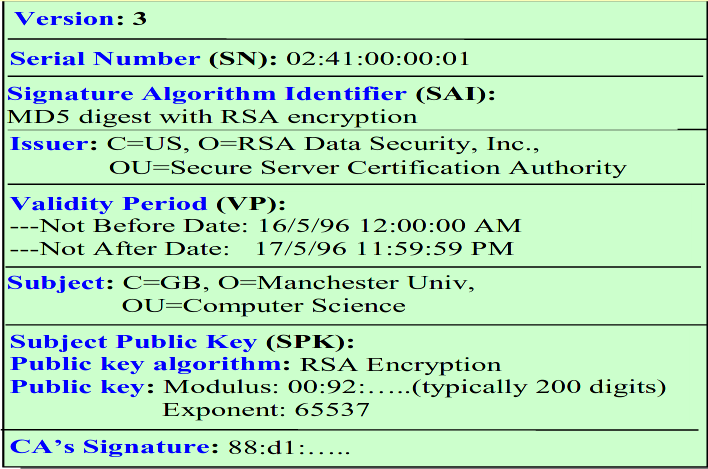 Version: 3
Serial Number (SN): 02:41:00:00:01
Signature Algorithm Identifier (SAI):
MD5 digest with RSA encryption
Issuer: C=US, O=RSA Data Security, Inc.,
OU=Secure Server Certification Authority
Validity Period (VP):
---Not Before Date: 16/5/96 12:00:00 AM
---Not After Date: 17/5/96 11:59:59 PM
Subject: C=GB, O=Manchester Univ,
OU=Computer Science
Subject Public Key (SPK):
Public key algorithm: RSA Encryption
Public key: Modulus: 00:92:…..(typically 200 digits)
Exponent: 65537
CA's Signature: 88:d1:…..